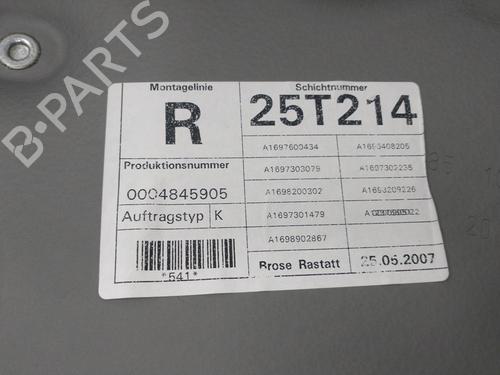 Montagelinie
Schichtnummer
R
25T214
A1697600434
A1693408205
Produktionsnummer
A1697303079
A1697302235
0004845905
A1698200302
A1693209226
Auftragstyp K
A1697301479
A1698902867
*541*
Brose Rastatt
25.05.2007